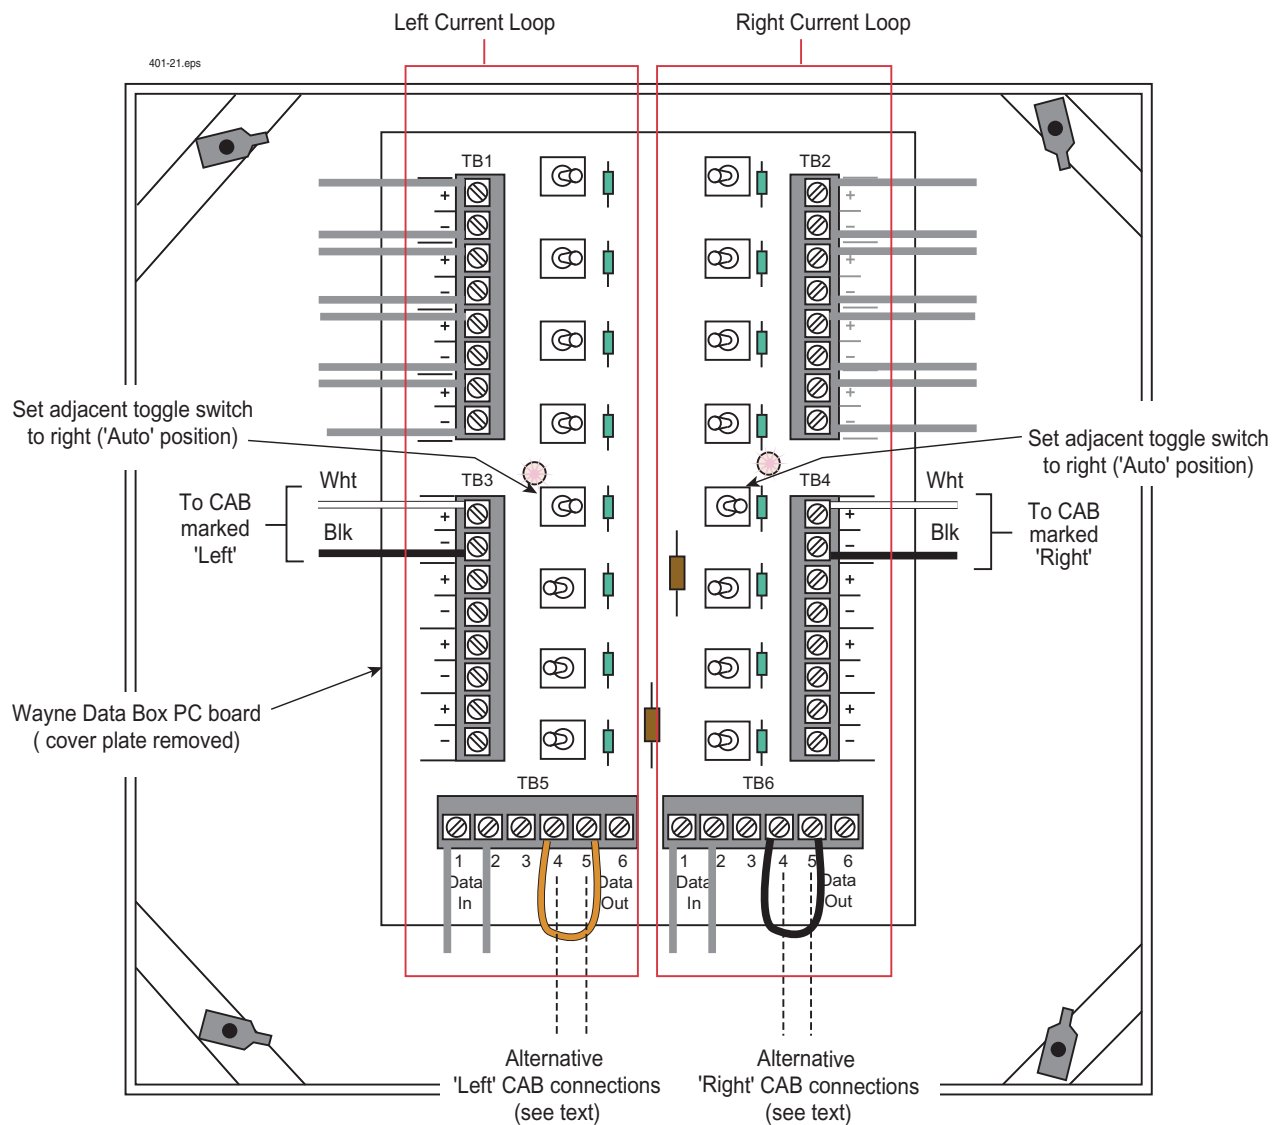 Left Current Loop
Right Current Loop
401-21.eps
TB1
TB2
+
+
−
−
+
+
−
−
+
+
−
−
+
+
−
−
Set adjacent toggle switch
to right ('Auto' position)
Set adjacent toggle switch
to right ('Auto' position)
TB3
TB4
To CAB
marked
'Left'
Wht
Blk
Wht
Blk
To CAB
marked
'Right'
+
+
−
−
+
+
−
−
+
+
−
−
+
+
−
−
Wayne Data Box PC board
( cover plate removed)
TB5
TB6
1 2 3 4 5 6
1 2 3 4 5 6
Data
In
Data
Out
Data
In
Data
Out
Alternative
'Left' CAB connections
(see text)
Alternative
'Right' CAB connections
(see text)